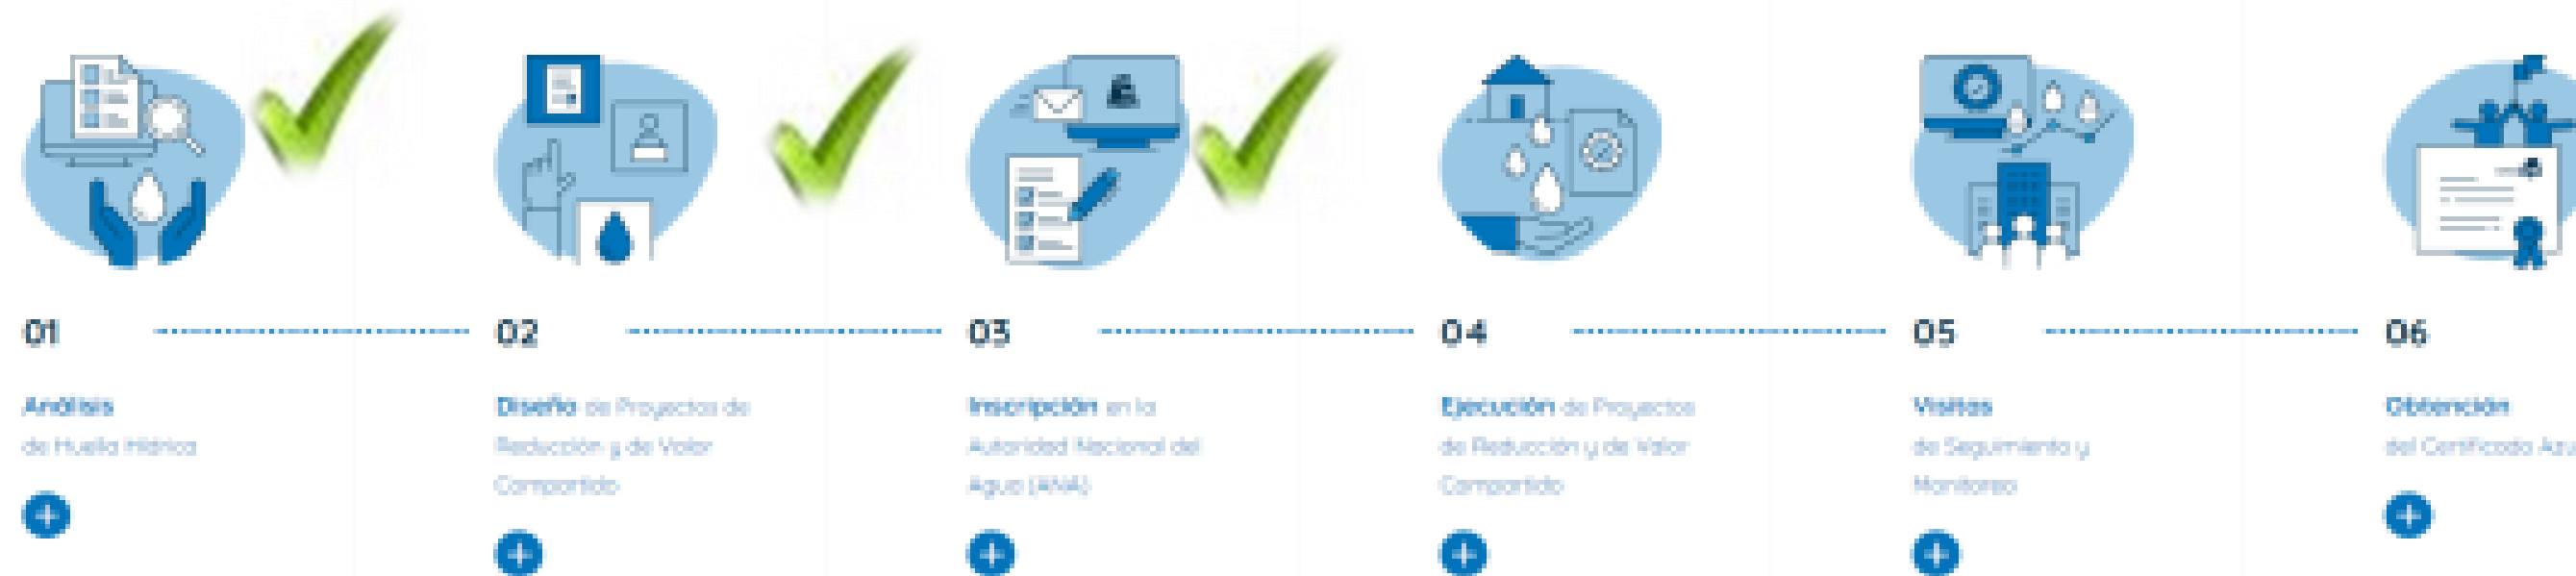 01
02
03
04
05
06
Análisis
de Huella Hídrica
Diseño de Proyectos de
Reducción y de Valor
Compartido
Inscripción en la
Autoridad Nacional del
Agua (ANA)
Ejecución de Proyectos
de Reducción y de Valor
Compartido
Visitas
de Seguimiento y
Monitoreo
Obtención
del Certificado Azu